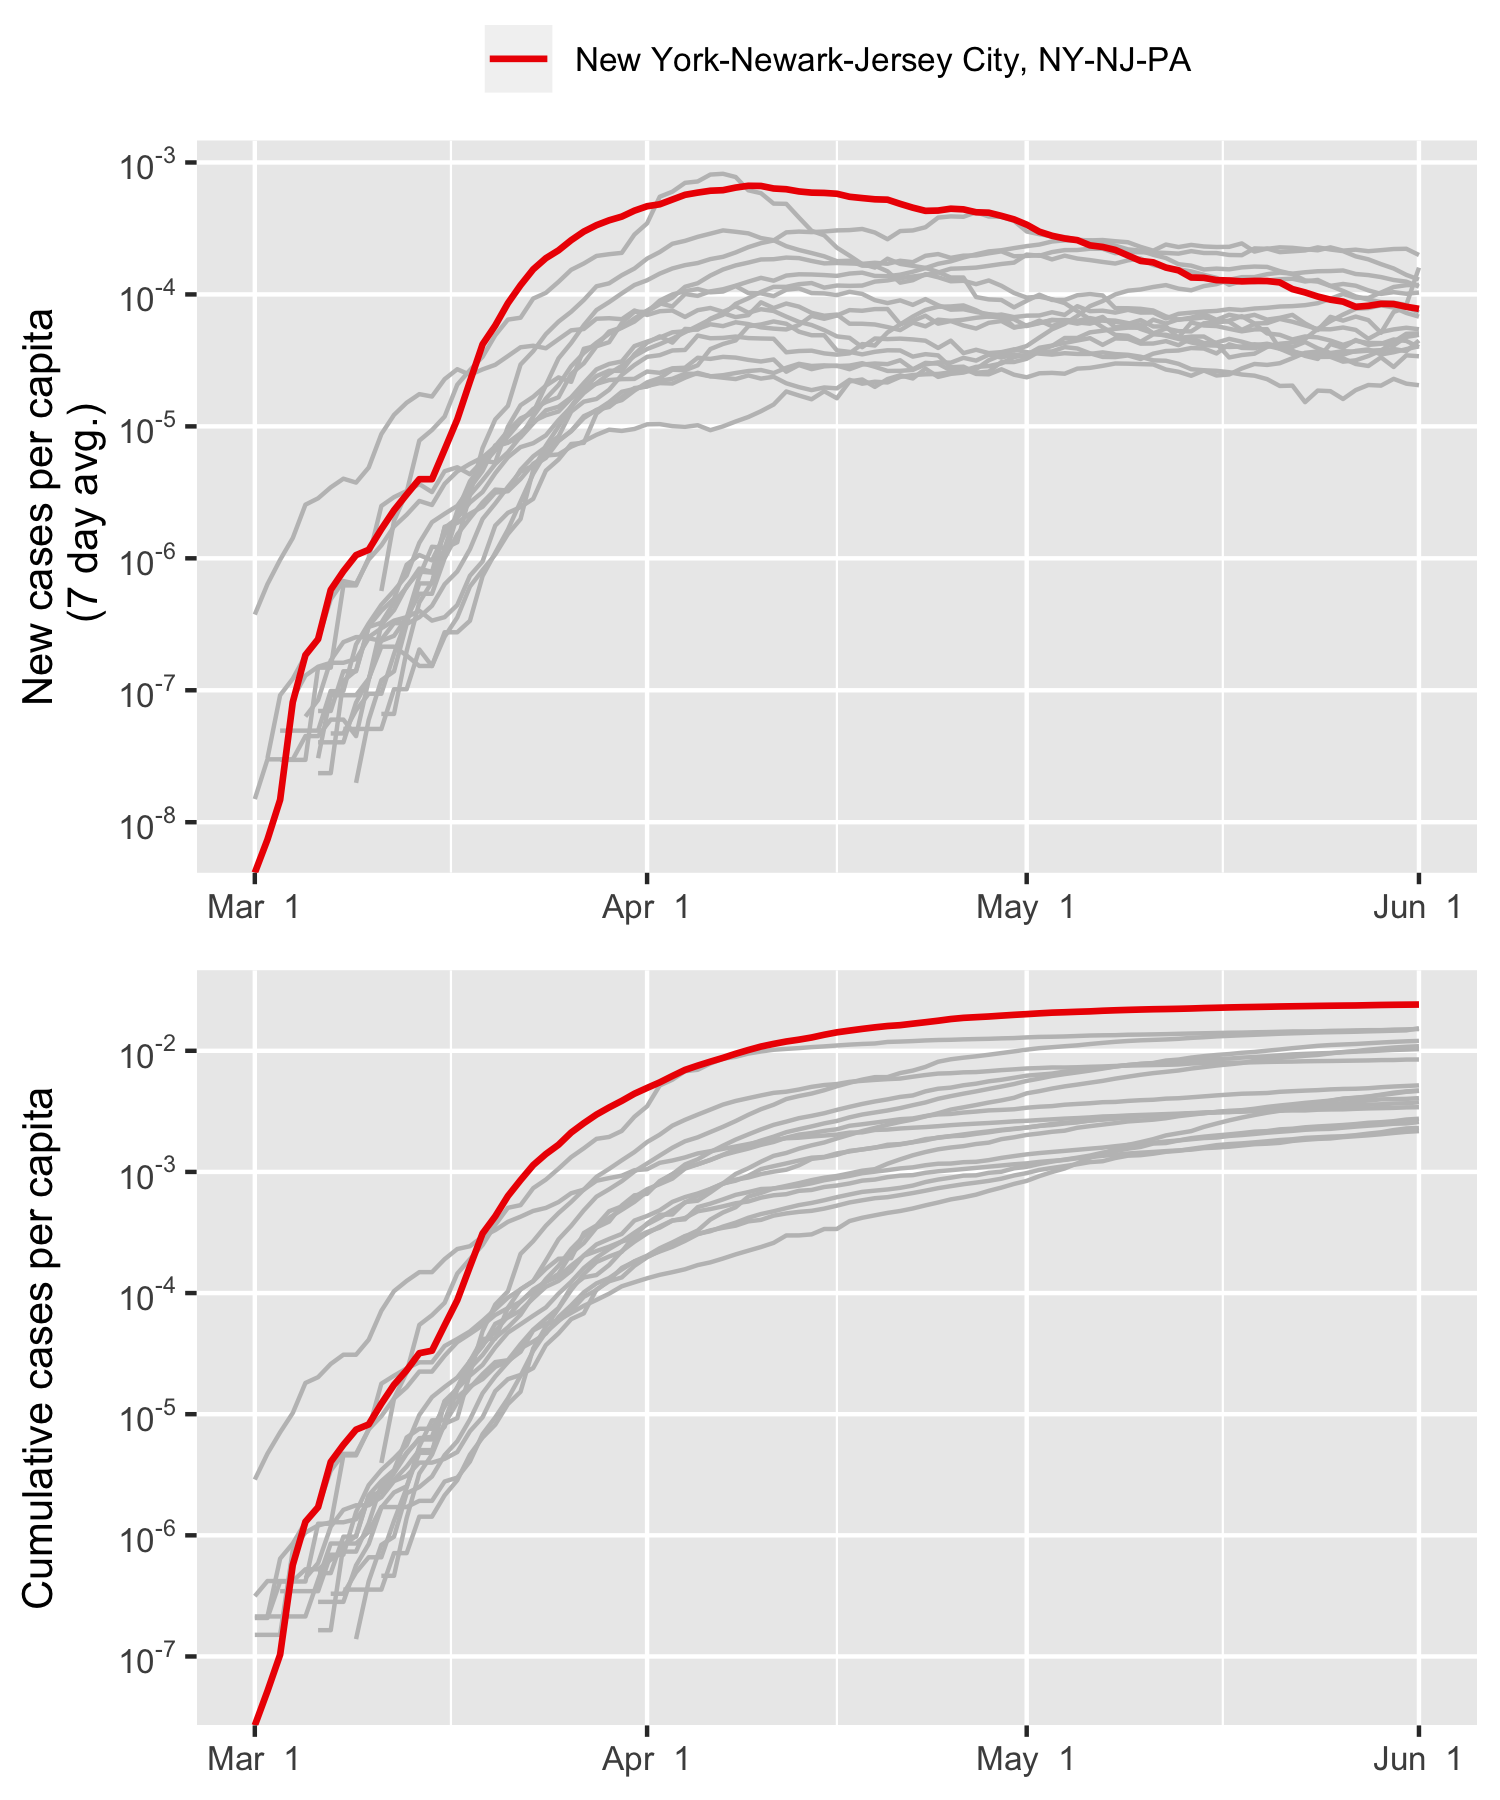 New York-Newark-Jersey City, NY-NJ-PA
New cases per capita
(7 day avg.)
10-3
10-4
10-5
10-6
10-7
10-8
Mar 1
Apr 1
May 1
Jun 1
Cumulative cases per capita
10-2
10-3
10-4
10-5
10-6
10-7
Mar 1
Apr 1
May 1
Jun 1